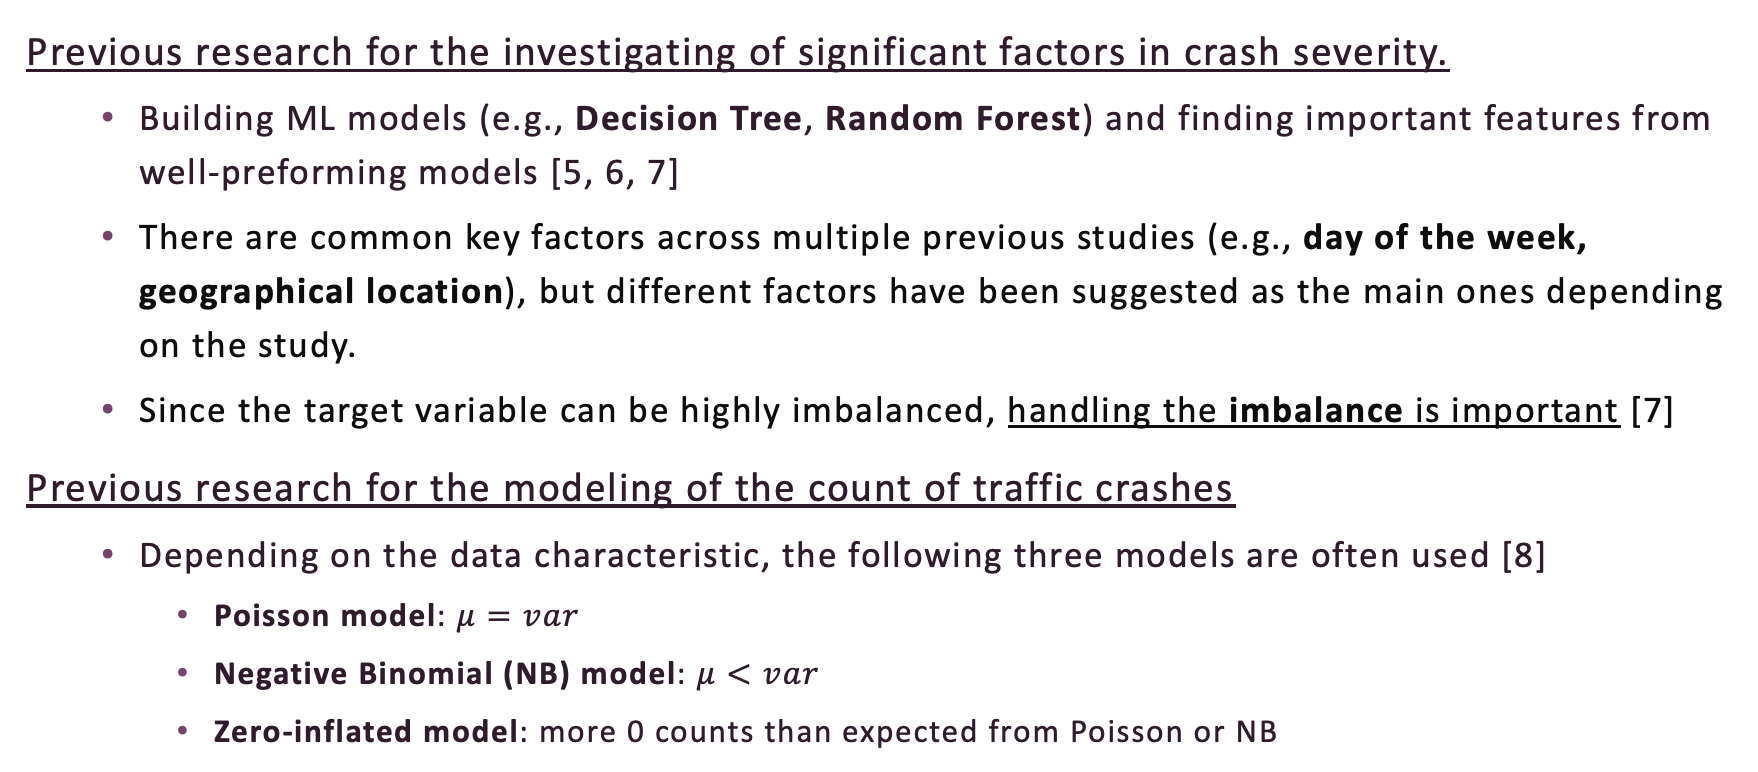 Previous research for the investigating of significant factors in crash severity.
• Building ML models (e.g., Decision Tree, Random Forest) and finding important features from
well-preforming models [5, 6, 7]
• There are common key factors across multiple previous studies (e.g., day of the week,
geographical location), but different factors have been suggested as the main ones depending
on the study.
• Since the target variable can be highly imbalanced, handling the imbalance is important [7]
Previous research for the modeling of the count of traffic crashes
• Depending on the data characteristic, the following three models are often used [8]
• Poisson model: μ = var
• Negative Binomial (NB) model: μ < var
• Zero-inflated model: more 0 counts than expected from Poisson or NB